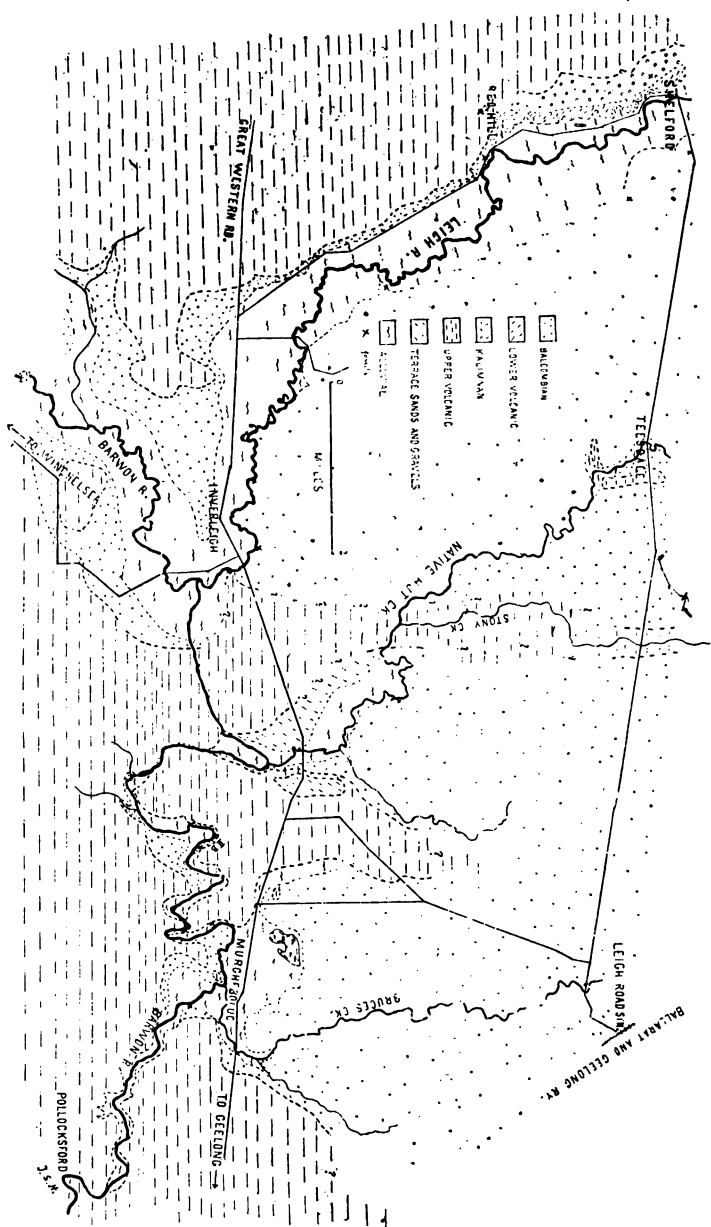 SHELFORD
GREAT WESTERN RD.
LEIGH R.
BALCOMBIAN
LOWER VOLCANIC
KALIMNAN
UPPER VOLCANIC
TERRACE SANDS AND GRAVELS
MILES
TEESDALE
NATIVE HUT CK
STONY CK
INVERLEIGH
BARWON R.
TO WINCHELSEA
LEIGH ROAD STN.
BALLARAT AND GEELONG RY.
BRUCES CK.
BARWON R.
TO GEELONG
POLLOCKSFORD
J.S.M.